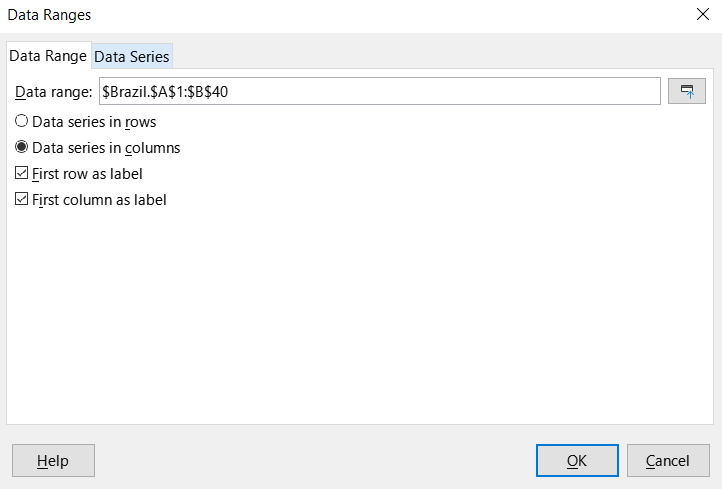 Data Ranges
Data Range Data Series
Data range: $Brazil.$A$1:$B$40
Data series in rows
Data series in columns
First row as label
First column as label
Help OK Cancel